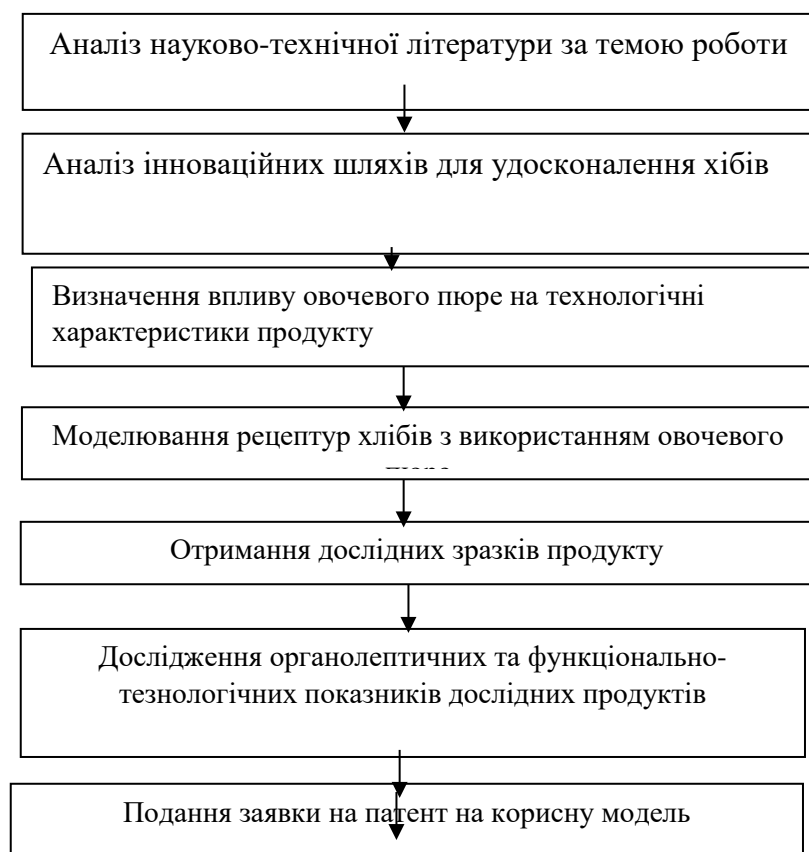 Аналіз науково-технічної літератури за темою роботи
Аналіз інноваційних шляхів для удосконалення хібів
Визначення впливу овочевого пюре на технологічні
характеристики продукту
Моделювання рецептур хлібів з використанням овочевого
Отримання дослідних зразків продукту
Дослідження органолептичних та функціонально-
тезнологічних показників дослідних продуктів
Подання заявки на патент на корисну модель